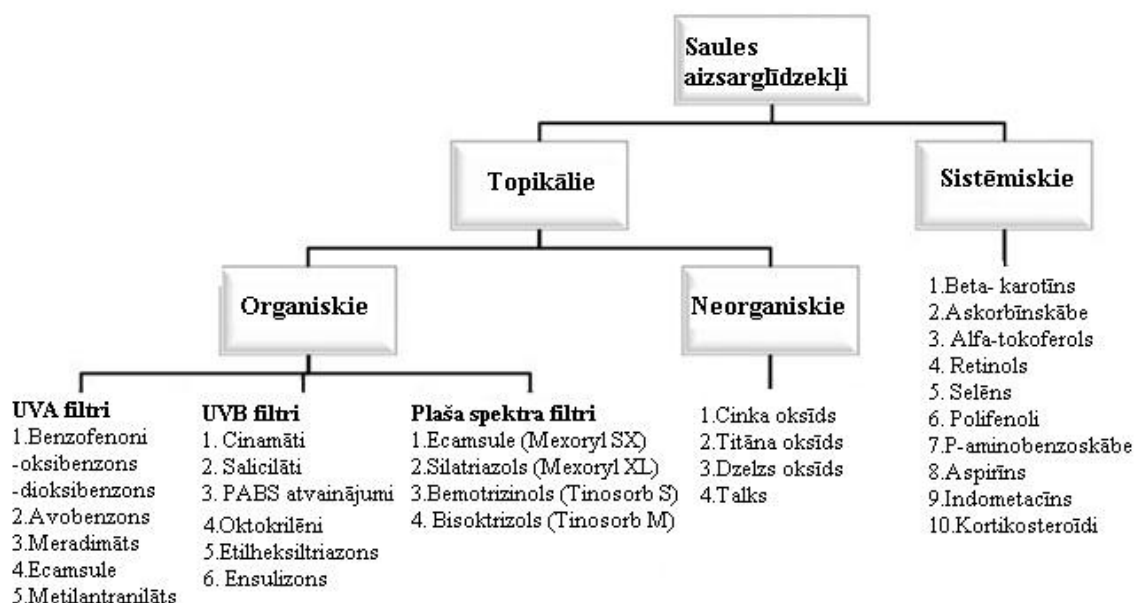 Saules
aizsarglīdzekļi
Topikālie
Sistēmiskie
Organiskie
Neorganiskie
UVA filtri
1.Benzofenoni
-oksibenzons
-dioksibenzons
2.Avobenzons
3.Meradimāts
4.Ecamsule
5.Metilantranilāts
UVB filtri
1. Cinamāti
2. Salicilāti
3. PABS atvainājumi
4.Oktokrilēni
5.Etilheksiltriazons
6. Ensulizons
Plaša spektra filtri
1.Ecamsule (Mexoryl SX)
2.Silatriazols (Mexoryl XL)
3.Bemotrizinols (Tinosorb S)
4. Bisoktrizols (Tinosorb M)
1.Cinka oksīds
2.Titāna oksīds
3.Dzelzs oksīds
4.Talks
1.Beta- karotīns
2.Askorbīnskābe
3. Alfa-tokoferols
4. Retinols
5. Selēns
6. Polifenoli
7.P-aminobenzoskābe
8.Aspirīns
9.Indometacīns
10.Kortikosteroīdi